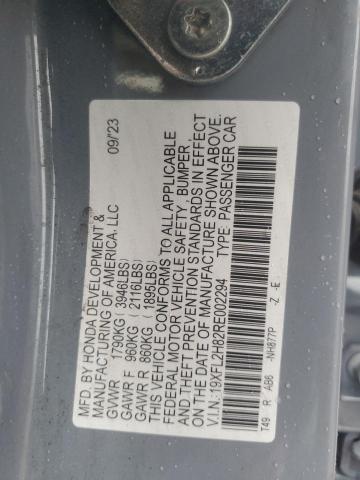 MFD. BY HONDA DEVELOPMENT &
MANUFACTURING OF AMERICA, LLC 09/'23
GVWR 1790KG ( 3946LBS)
GAWR F 960KG ( 2116LBS)
GAWR R 860KG ( 1895LBS)
THIS VEHICLE CONFORMS TO ALL APPLICABLE
FEDERAL MOTOR VEHICLE SAFETY, BUMPER,
AND THEFT PREVENTION STANDARDS IN EFFECT
ON THE DATE OF MANUFACTURE SHOWN ABOVE.
V.I.N.: 19XFL2H82RE002294 TYPE: PASSENGER CAR
T49 R AB6 -NH877P -Z -E